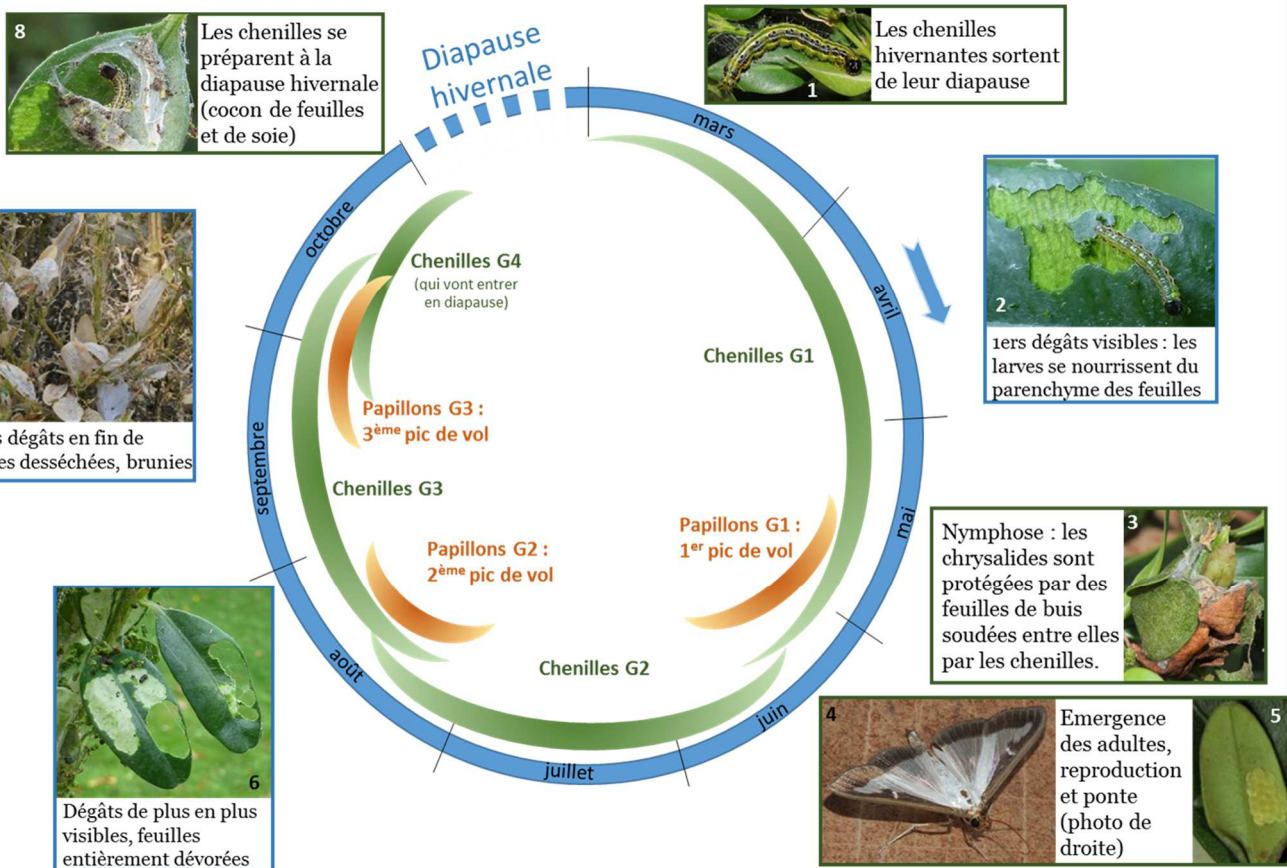 8
Les chenilles se
préparent à la
diapause hivernale
(cocon de feuilles
et de soie)
Diapause
hivernale
1
Les chenilles
hivernantes sortent
de leur diapause
mars
avril
mai
juin
juillet
août
septembre
octobre
2
1ers dégâts visibles : les
larves se nourrissent du
parenchyme des feuilles
Chenilles G4
(qui vont entrer
en diapause)
Chenilles G1
Papillons G3 :
3ème pic de vol
dégâts en fin de
desséchées, brunies
Chenilles G3
Papillons G2 :
2ème pic de vol
Papillons G1 :
1er pic de vol
Chenilles G2
Nymphose : les
chrysalides sont
protégées par des
feuilles de buis
soudées entre elles
par les chenilles.
3
4
Emergence
des adultes,
reproduction
et ponte
(photo de
droite)
5
6
Dégâts de plus en plus
visibles, feuilles
entièrement dévorées